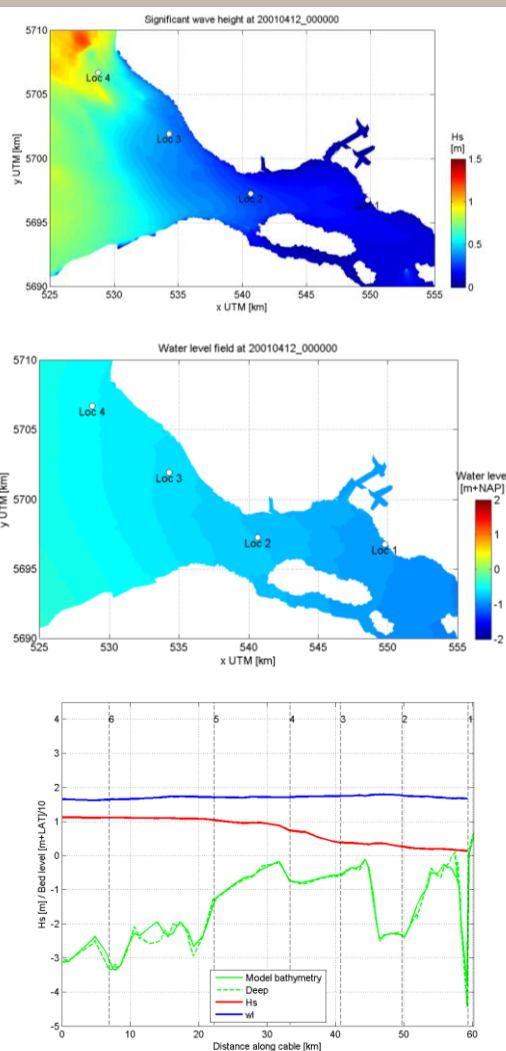 Significant wave height at 20010412_000000
5710
5705
5700
5695
5690
y UTM [km]
Loc 4
Loc 3
Loc 2
525 530 535 540 545 550 555
x UTM [km]
Hs
[m]
1.5
1
0.5
0
Water level field at 20010412_000000
5710
5705
5700
5695
5690
y UTM [km]
Loc 4
Loc 3
Loc 2
Loc 1
525 530 535 540 545 550 555
x UTM [km]
Water level
[m+NAP]
2
1
0
-1
-2
6 5 4 3 2 1
4
3
2
1
0
-1
-2
-3
-4
-5
Hs [m] / Bed level [m+LAT]/10
Model bathymetry
Deep
Hs
wl
0 10 20 30 40 50 60
Distance along cable [km]